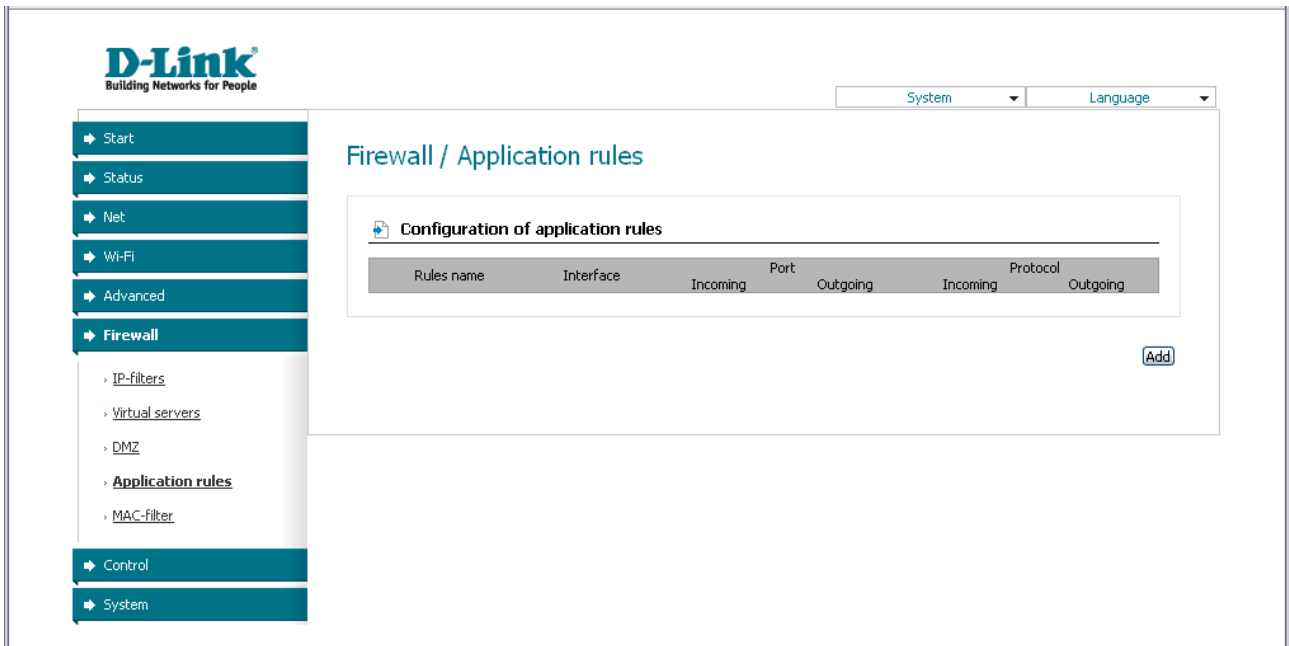 D-Link®
Building Networks for People
System
Language
Start
Status
Net
Wi-Fi
Advanced
Firewall
IP-filters
Virtual servers
DMZ
Application rules
MAC-filter
Control
System
Firewall / Application rules
Configuration of application rules
Rules name Interface Port Protocol
Incoming Outgoing Incoming Outgoing
Add